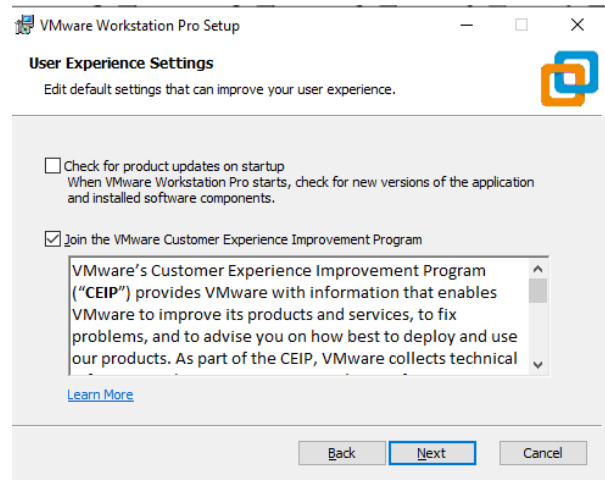 VMware Workstation Pro Setup
User Experience Settings
Edit default settings that can improve your user experience.
Check for product updates on startup
When VMware Workstation Pro starts, check for new versions of the application
and installed software components.
Join the VMware Customer Experience Improvement Program
VMware's Customer Experience Improvement Program
("CEIP") provides VMware with information that enables
VMware to improve its products and services, to fix
problems, and to advise you on how best to deploy and use
our products. As part of the CEIP, VMware collects technical
Learn More
Back Next Cancel